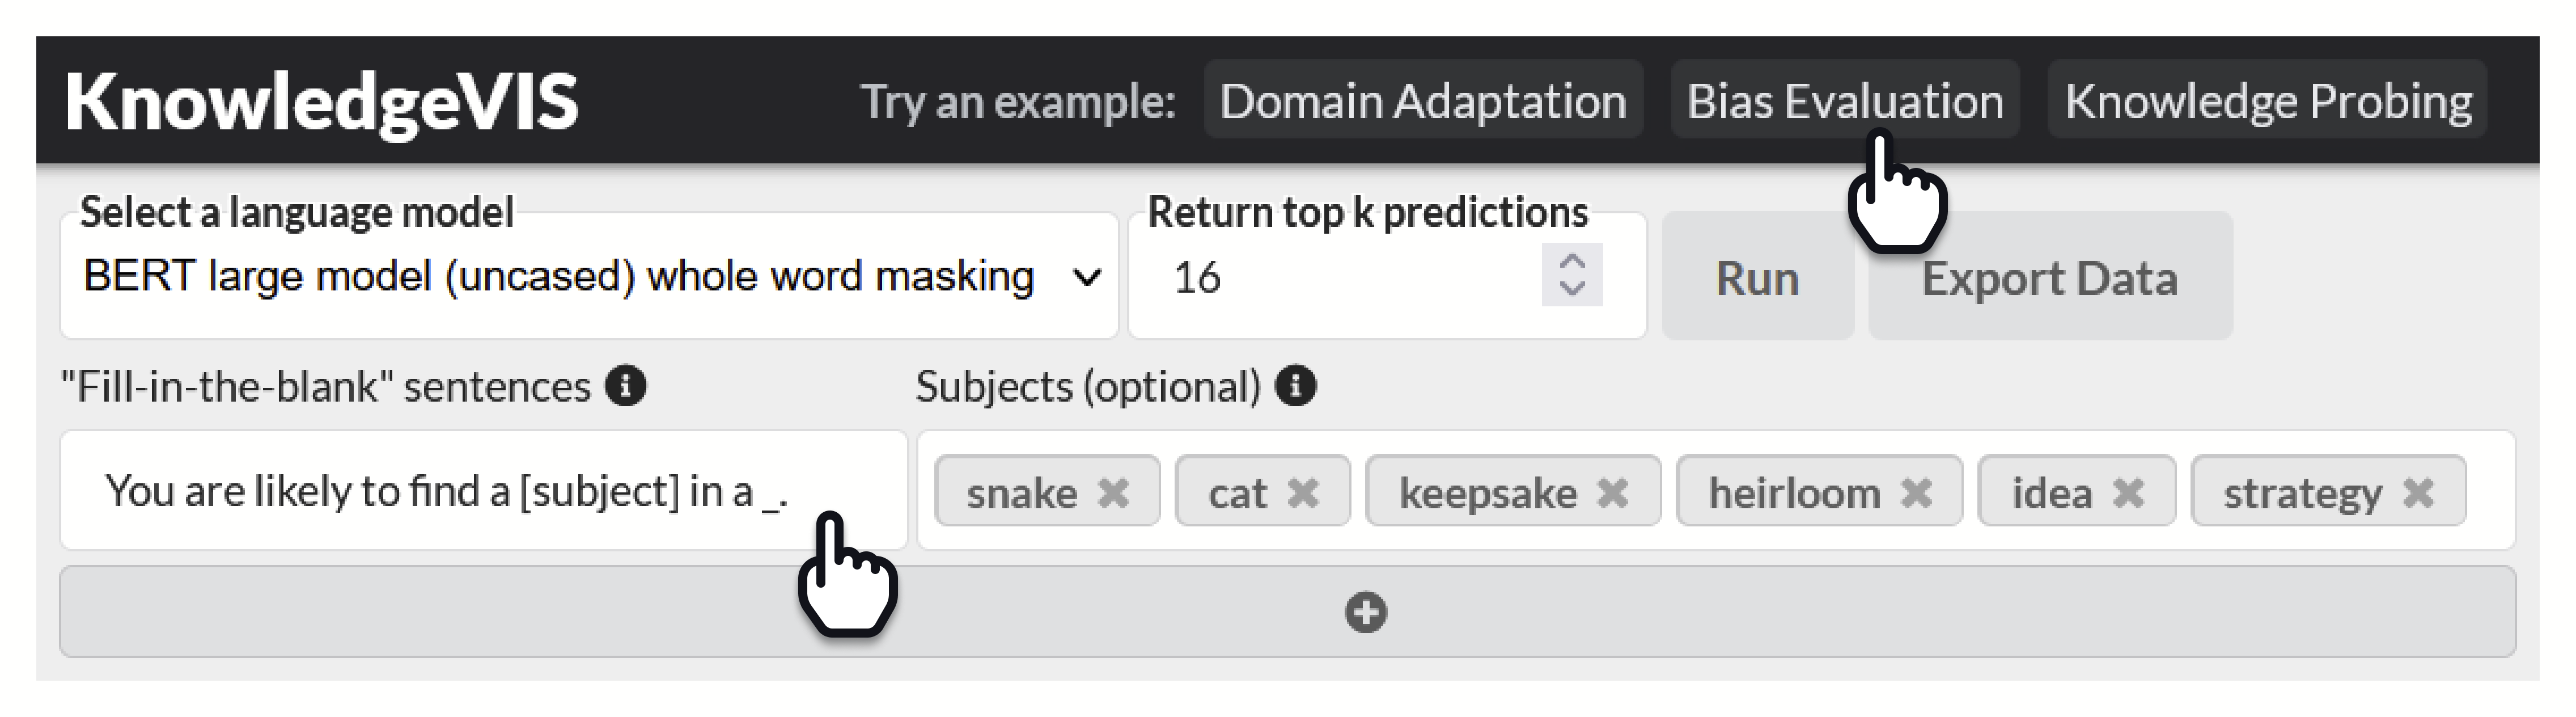 KnowledgeVIS Try an example: Domain Adaptation Bias Evaluation Knowledge Probing
Select a language model Return top k predictions
BERT large model (uncased) whole word masking 16 Run Export Data
"Fill-in-the-blank" sentences Subjects (optional)
You are likely to find a [subject] in a _. snake cat keepsake heirloom idea strategy